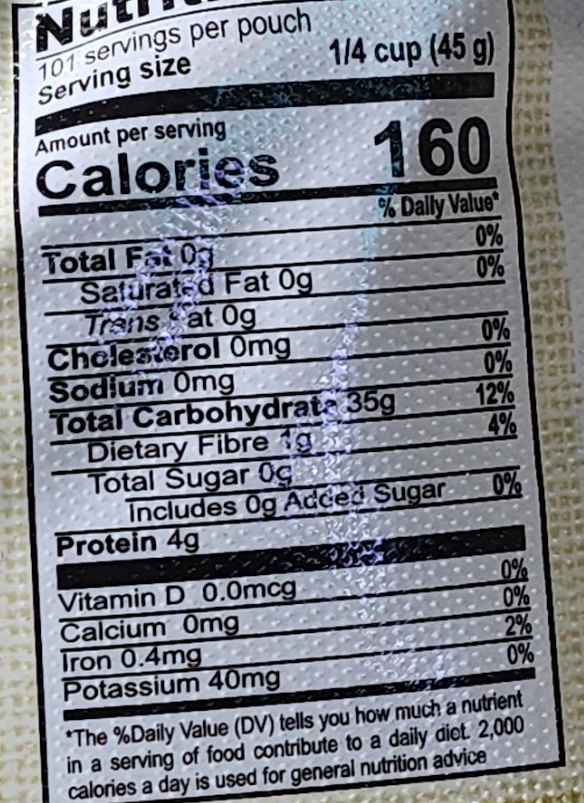 101 servings per pouch
Serving size 1/4 cup (45 g)
Amount per serving
Calories 160
% Daily Value*
Total Fat 0g 0%
Saturated Fat 0g 0%
Trans Fat 0g
Cholesterol 0mg 0%
Sodium 0mg 0%
Total Carbohydrate 35g 12%
Dietary Fibre 1g 4%
Total Sugar 0g
Includes 0g Added Sugar 0%
Protein 4g
Vitamin D 0.0mcg 0%
Calcium 0mg 0%
Iron 0.4mg 2%
Potassium 40mg 0%
*The %Daily Value (DV) tells you how much a nutrient
in a serving of food contribute to a daily diet. 2,000
calories a day is used for general nutrition advice